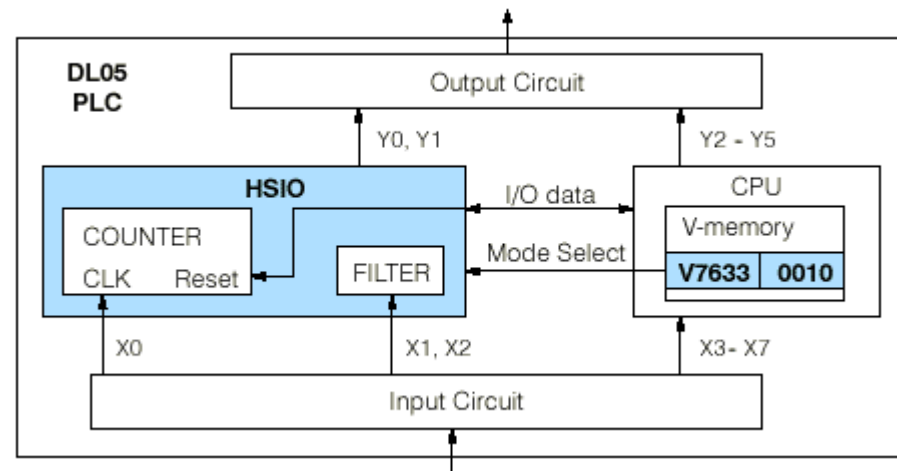 DL05
PLC
Output Circuit
Y0, Y1
Y2 - Y5
HSIO
CPU
I/O data
V-memory
COUNTER
Mode Select
CLK Reset
FILTER
V7633 0010
X0
X1, X2
X3- X7
Input Circuit